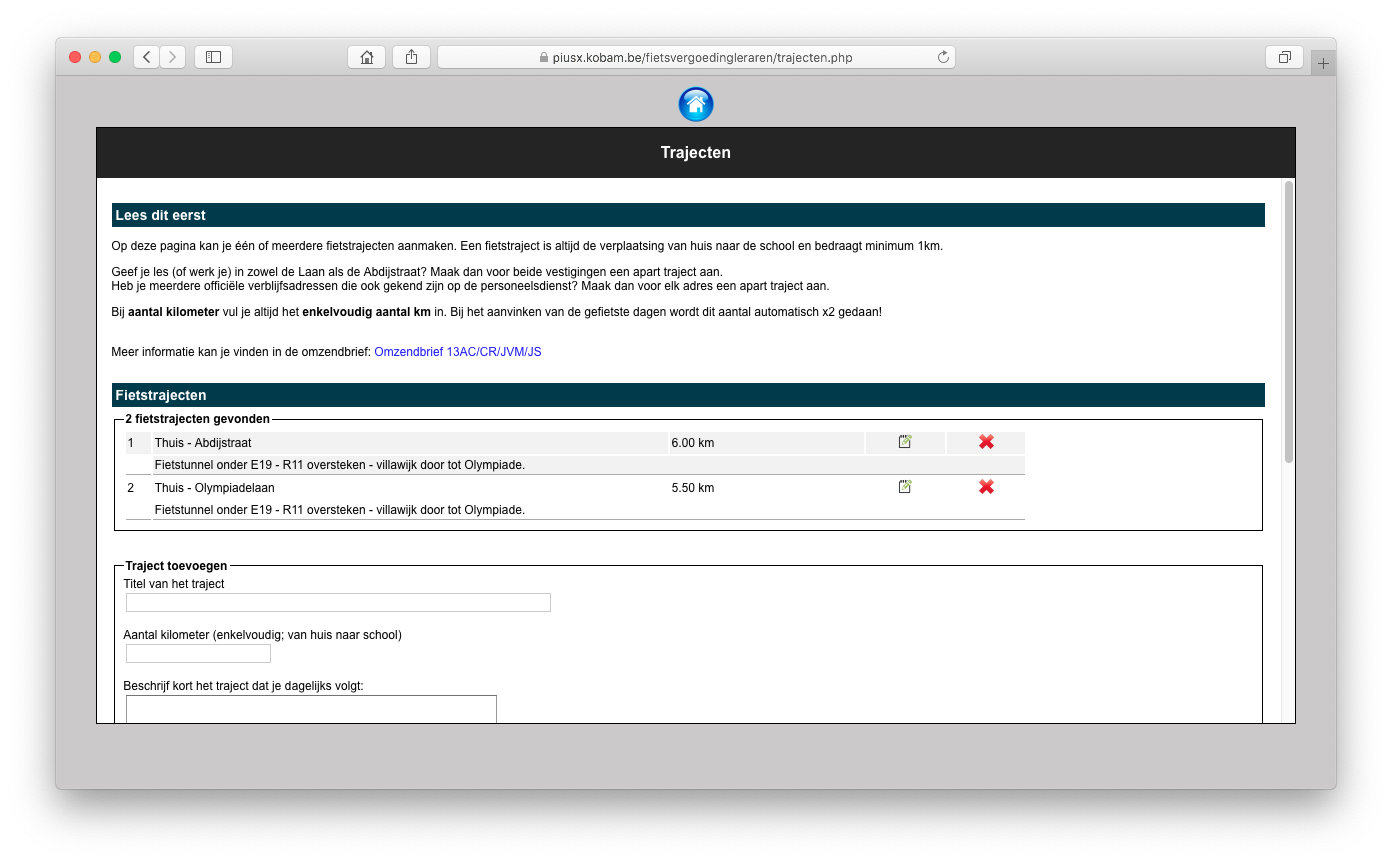 piusx.kobam.be/fietsvergoedingleraren/trajecten.php
Trajecten
Lees dit eerst
Op deze pagina kan je één of meerdere fietstrajecten aanmaken. Een fietstraject is altijd de verplaatsing van huis naar de school en bedraagt minimum 1km.
Geef je les (of werk je) in zowel de Laan als de Abdijstraat? Maak dan voor beide vestigingen een apart traject aan.
Heb je meerdere officiële verblijfsadressen die ook gekend zijn op de personeelsdienst? Maak dan voor elk adres een apart traject aan.
Bij aantal kilometer vul je altijd het enkelvoudig aantal km in. Bij het aanvinken van de gefietste dagen wordt dit aantal automatisch x2 gedaan!
Meer informatie kan je vinden in de omzendbrief: Omzendbrief 13AC/CR/JVM/JS
Fietstrajecten
2 fietstrajecten gevonden
1 Thuis - Abdijstraat 6.00 km
Fietstunnel onder E19 - R11 oversteken - villawijk door tot Olympiade.
2 Thuis - Olympiadelaan 5.50 km
Fietstunnel onder E19 - R11 oversteken - villawijk door tot Olympiade.
Traject toevoegen
Titel van het traject
Aantal kilometer (enkelvoudig; van huis naar school)
Beschrijf kort het traject dat je dagelijks volgt: